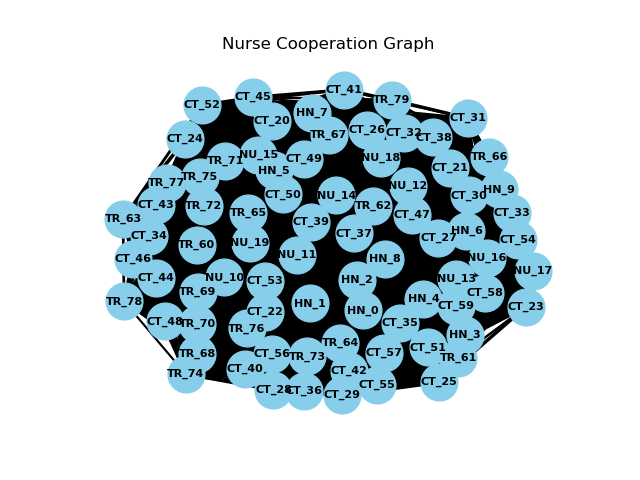 Nurse Cooperation Graph
CT_41
CT_45
TR_79
CT_52
HN_7
CT_31
CT_20
CT_26
CT_32
TR_67
CT_38
CT_24
NU_15
TR_66
NU_18
CT_49
TR_71
CT_21
HN_5
TR_75
TR_77
NU_12
HN_9
CT_50
NU_14
CT_30
CT_43
TR_72
TR_62
TR_65
CT_47
CT_33
TR_63
CT_39
HN_6
CT_34
CT_37
CT_27
CT_54
TR_60
NU_19
NU_11
CT_46
HN_8
NU_16
NU_17
CT_44
NU_10
CT_53
HN_2
NU_13
TR_69
CT_58
HN_4
TR_78
HN_1
CT_59
CT_23
CT_22
HN_0
CT_48
TR_70
CT_35
TR_76
HN_3
TR_64
CT_51
TR_68
CT_56
TR_73
CT_57
TR_61
CT_40
CT_42
TR_74
CT_25
CT_55
CT_28
CT_36
CT_29